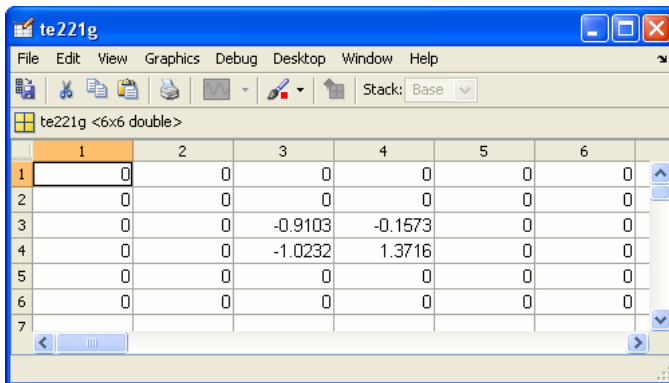 te221g
File Edit View Graphics Debug Desktop Window Help
Stack: Base
te221g <6x6 double>
1 2 3 4 5 6
1 0 0 0 0 0 0
2 0 0 0 0 0 0
3 0 0 -0.9103 -0.1573 0 0
4 0 0 -1.0232 1.3716 0 0
5 0 0 0 0 0 0
6 0 0 0 0 0 0
7